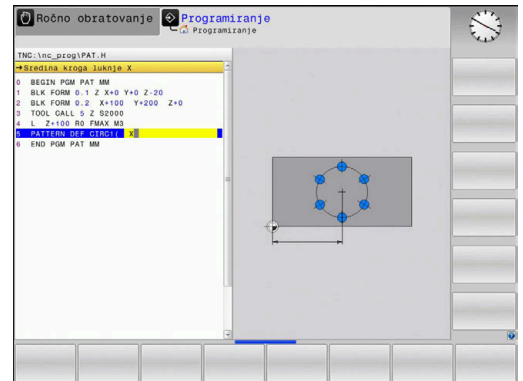 Ročno obratovanje
Programiranje
Programiranje
TNC:\nc_prog\PAT.H
→Sredina kroga luknje X
0 BEGIN PGM PAT MM
1 BLK FORM 0.1 Z X+0 Y+0 Z-20
2 BLK FORM 0.2 X+100 Y+200 Z+0
3 TOOL CALL 5 Z S2000
4 L Z+100 R0 FMAX M3
5 PATTERN DEF CIRC1( X
6 END PGM PAT MM